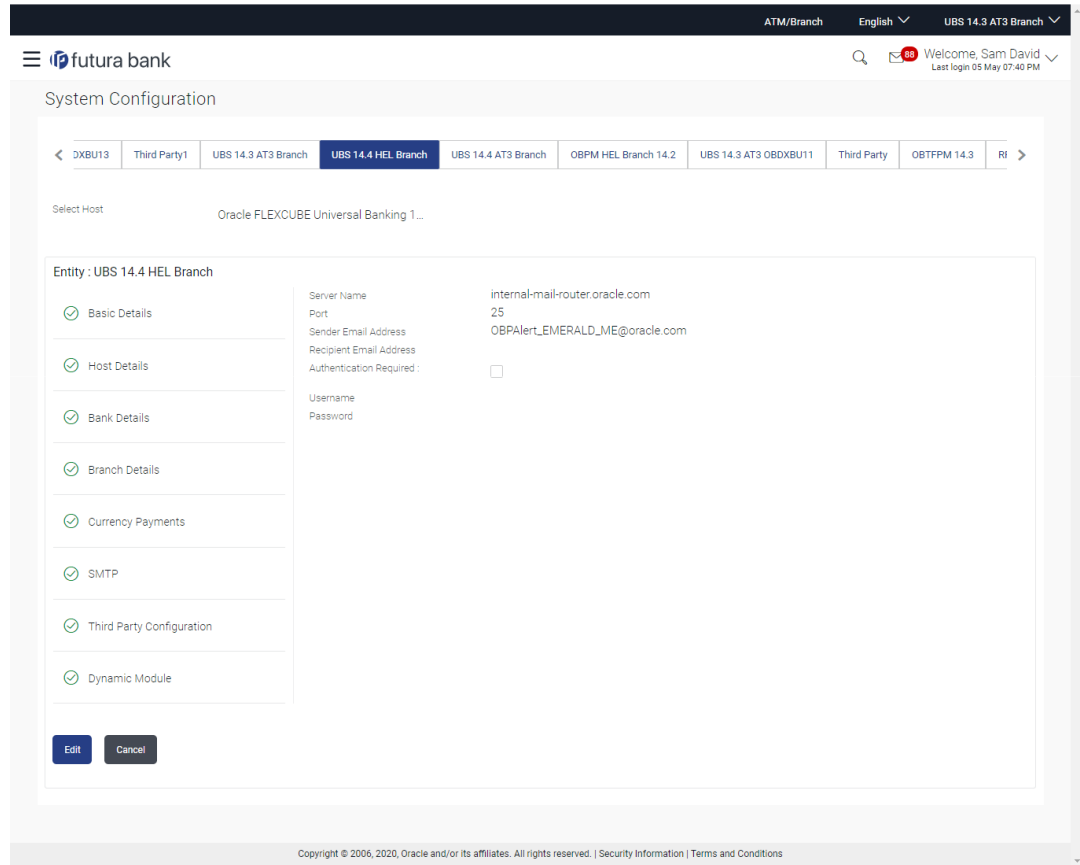 ATM/Branch English UBS 14.3 AT3 Branch
futura bank 88 Welcome, Sam David
Last login 05 May 07:40 PM
System Configuration
DXBU13 Third Party1 UBS 14.3 AT3 Branch UBS 14.4 HEL Branch UBS 14.4 AT3 Branch OBPM HEL Branch 14.2 UBS 14.3 AT3 OBDXBU11 Third Party OBTFPM 14.3
Select Host Oracle FLEXCUBE Universal Banking 1...
Entity : UBS 14.4 HEL Branch
Basic Details
Host Details
Bank Details
Branch Details
Currency Payments
SMTP
Third Party Configuration
Dynamic Module
Server Name internal-mail-router.oracle.com
Port 25
Sender Email Address OBPAlert_EMERALD_ME@oracle.com
Recipient Email Address
Authentication Required :
Username
Password
Edit Cancel
Copyright © 2006, 2020, Oracle and/or its affiliates. All rights reserved. | Security Information | Terms and Conditions